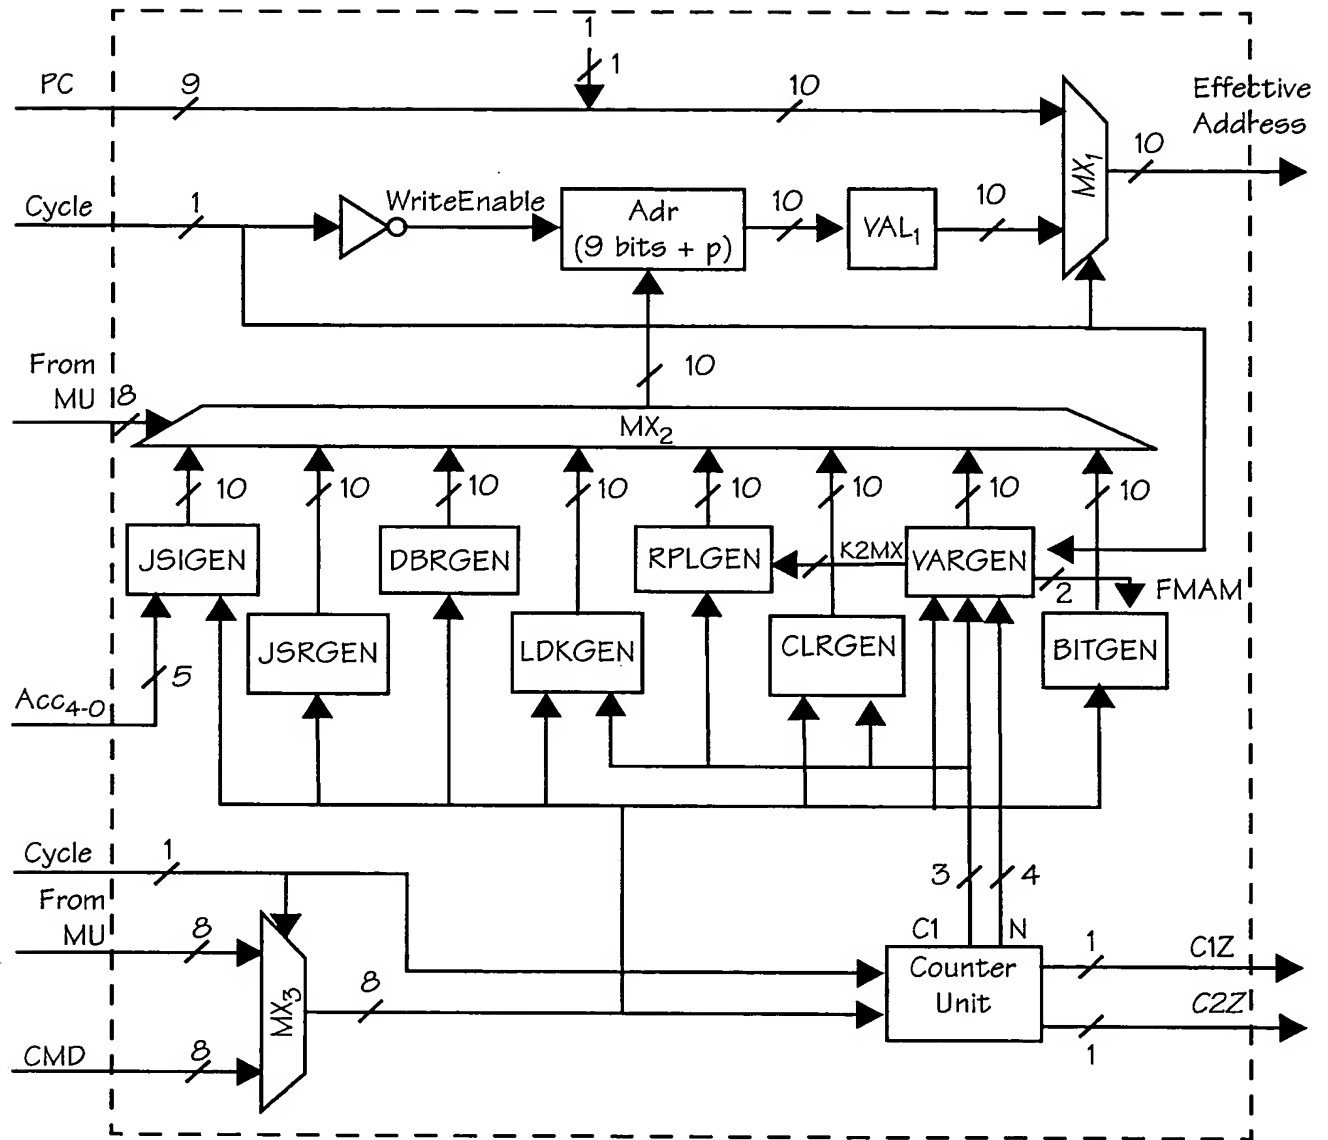 1
PC
9
1
10
Effective
Address
MX1
10
Cycle
1
WriteEnable
Adr
(9 bits + p)
10
VAL1
10
From
MU
8
10
MX2
10
10
10
10
10
10
10
10
JSIGEN
DBRGEN
RPLGEN
K2MX
VARGEN
2
FMAM
JSRGEN
LDKGEN
CLRGEN
BITGEN
Acc4-0
5
Cycle
1
3
4
From
MU
8
C1
N
Counter
Unit
1
C1Z
8
MX3
C2Z
CMD
8
1